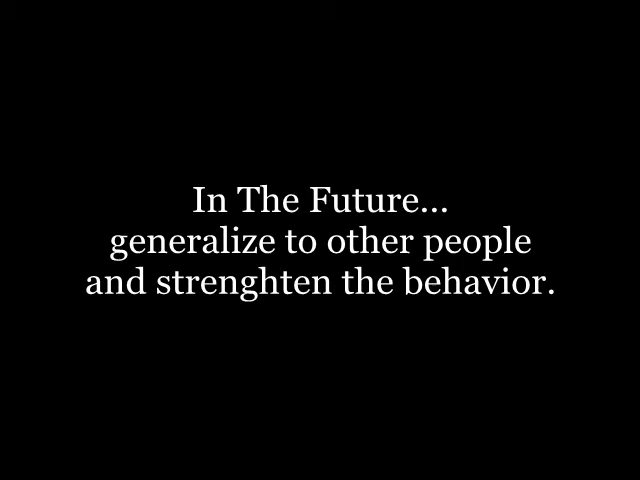 In The Future...
generalize to other people
and strenghten the behavior.